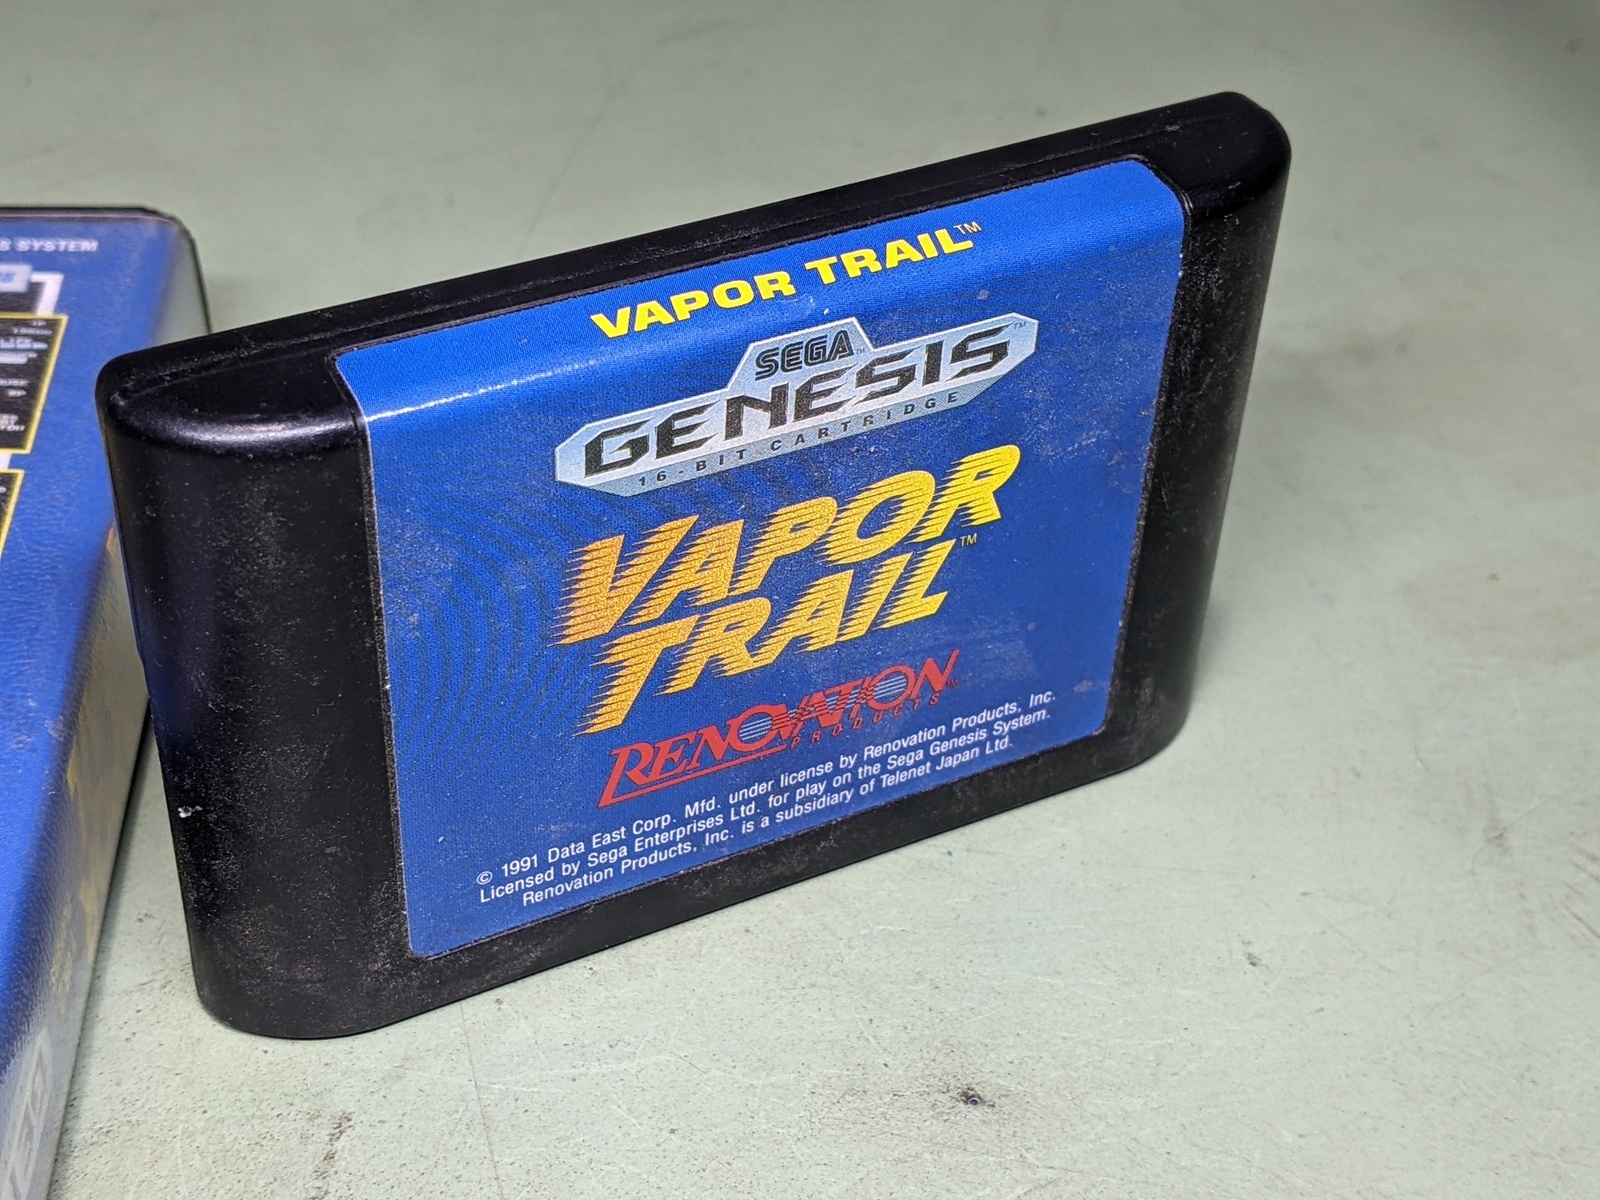 S SYSTEM
VAPOR TRAIL™
SEGA™
GENESIS™
16-BIT CARTRIDGE
VAPOR
TRAIL™
RENOVATION
PRODUCTS
© 1991 Data East Corp. Mfd. under license by Renovation Products, Inc.
Licensed by Sega Enterprises Ltd. for play on the Sega Genesis System.
Renovation Products, Inc. is a subsidiary of Telenet Japan Ltd.